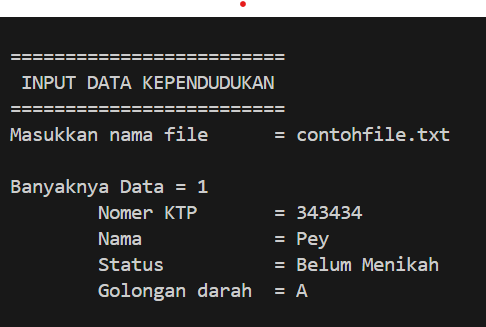 =========================
INPUT DATA KEPENDUDUKAN
=========================
Masukkan nama file = contohfile.txt
Banyaknya Data = 1
Nomer KTP = 343434
Nama = Pey
Status = Belum Menikah
Golongan darah = A